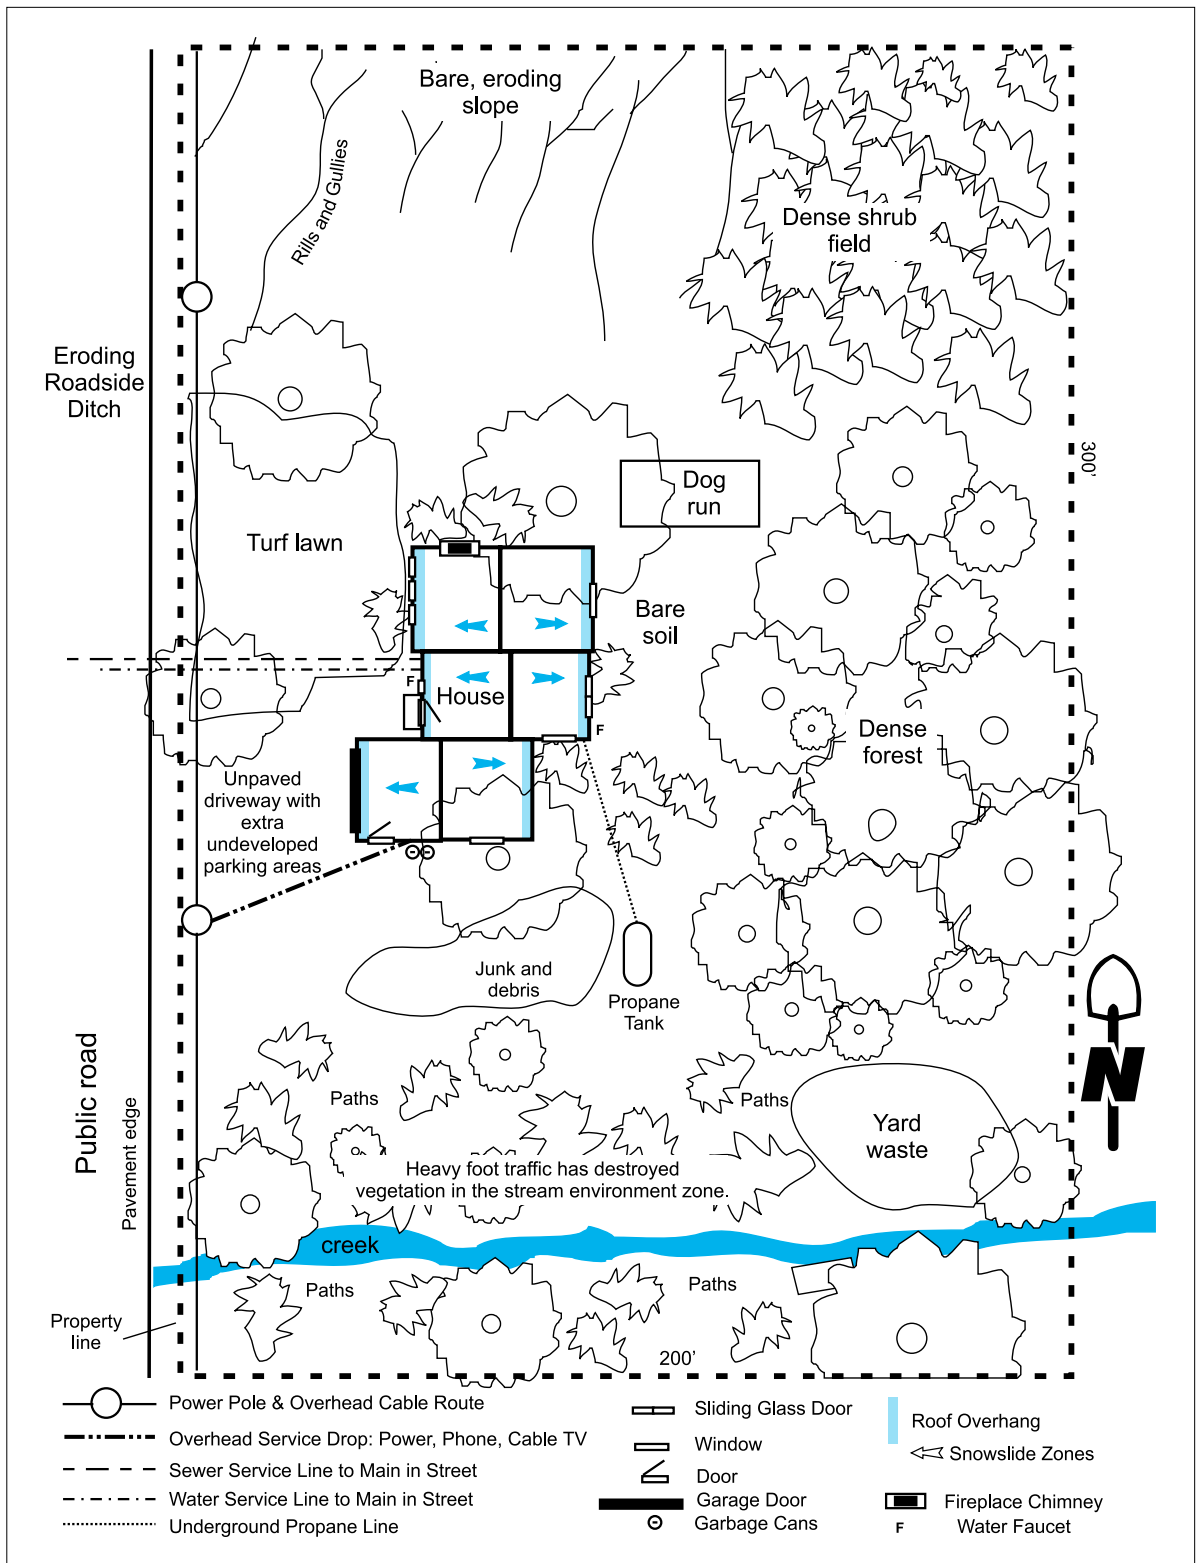 Bare, eroding
slope
Rills and Gullies
Dense shrub
field
Eroding
Roadside
Ditch
300'
Dog
run
Turf lawn
Bare
soil
F
House
F
Dense
forest
Unpaved
driveway with
extra
undeveloped
parking areas
Junk and
debris
Propane
Tank
N
Public road
Pavement edge
Paths
Paths
Yard
waste
Heavy foot traffic has destroyed
vegetation in the stream environment zone.
creek
Paths
Paths
Property
line
200'
Power Pole & Overhead Cable Route
Overhead Service Drop: Power, Phone, Cable TV
Sewer Service Line to Main in Street
Water Service Line to Main in Street
Underground Propane Line
Sliding Glass Door
Window
Door
Garage Door
Garbage Cans
Roof Overhang
Snowslide Zones
Fireplace Chimney
F Water Faucet